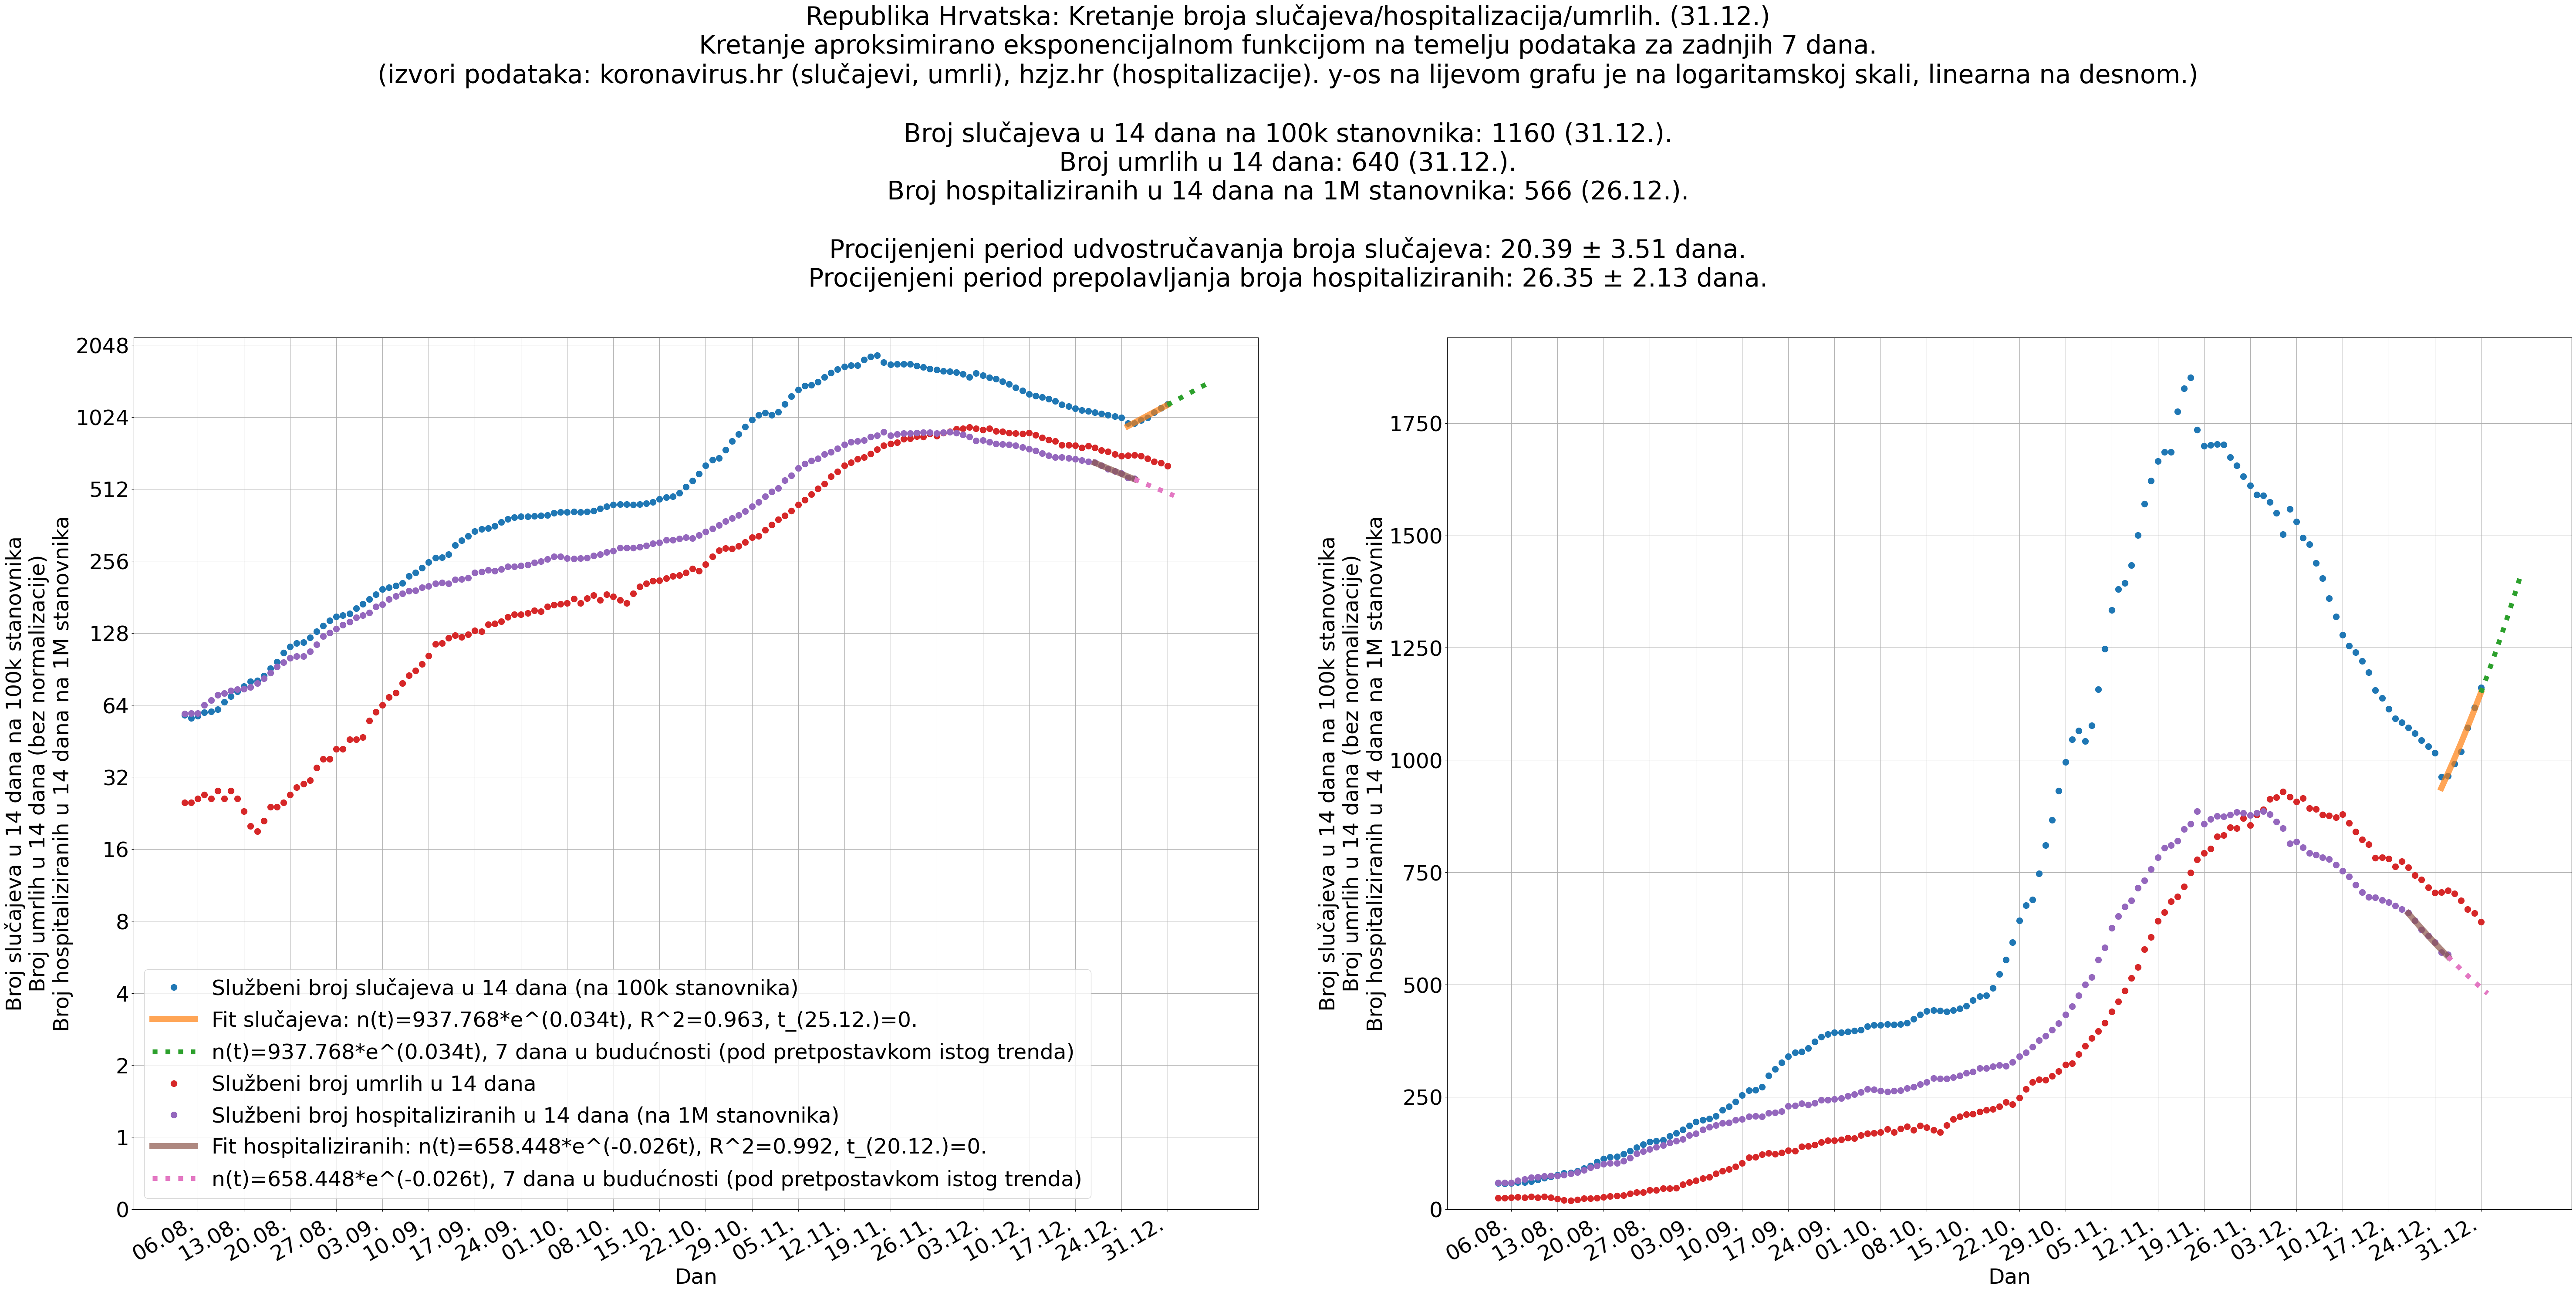 Republika Hrvatska: Kretanje broja slučajeva/hospitalizacija/umrlih. (31.12.)
Kretanje aproksimirano eksponencijalnom funkcijom na temelju podataka za zadnjih 7 dana.
(izvori podataka: koronavirus.hr (slučajevi, umrli), hzjz.hr (hospitalizacije). y-os na lijevom grafu je na logaritamskoj skali, linearna na desnom.)
Broj slučajeva u 14 dana na 100k stanovnika: 1160 (31.12.).
Broj umrlih u 14 dana: 640 (31.12.).
Broj hospitaliziranih u 14 dana na 1M stanovnika: 566 (26.12.).
Procijenjeni period udvostručavanja broja slučajeva: 20.39 ± 3.51 dana.
Procijenjeni period prepolavljanja broja hospitaliziranih: 26.35 ± 2.13 dana.
Broj slučajeva u 14 dana na 100k stanovnika
Broj umrlih u 14 dana (bez normalizacije)
Broj hospitaliziranih u 14 dana na 1M stanovnika
2048
1024
512
256
128
64
32
16
8
4
2
1
0
Službeni broj slučajeva u 14 dana (na 100k stanovnika)
Fit slučajeva: n(t)=937.768*e^(0.034t), R^2=0.963, t_(25.12.)=0.
n(t)=937.768*e^(0.034t), 7 dana u budućnosti (pod pretpostavkom istog trenda)
Službeni broj umrlih u 14 dana
Službeni broj hospitaliziranih u 14 dana (na 1M stanovnika)
Fit hospitaliziranih: n(t)=658.448*e^(-0.026t), R^2=0.992, t_(20.12.)=0.
n(t)=658.448*e^(-0.026t), 7 dana u budućnosti (pod pretpostavkom istog trenda)
06.08. 13.08. 20.08. 27.08. 03.09. 10.09. 17.09. 24.09. 01.10. 08.10. 15.10. 22.10. 29.10. 05.11. 12.11. 19.11. 26.11. 03.12. 10.12. 17.12. 24.12. 31.12.
Dan
Broj slučajeva u 14 dana na 100k stanovnika
Broj umrlih u 14 dana (bez normalizacije)
Broj hospitaliziranih u 14 dana na 1M stanovnika
1750
1500
1250
1000
750
500
250
0
06.08. 13.08. 20.08. 27.08. 03.09. 10.09. 17.09. 24.09. 01.10. 08.10. 15.10. 22.10. 29.10. 05.11. 12.11. 19.11. 26.11. 03.12. 10.12. 17.12. 24.12. 31.12.
Dan